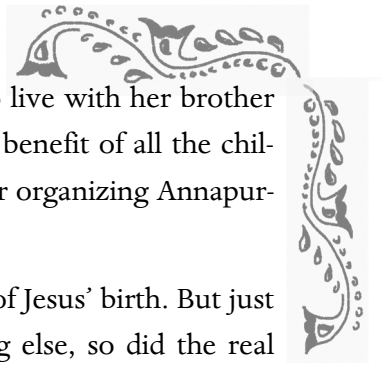 live with her brother
benefit of all the chil-
r organizing Annapur-
of Jesus’ birth. But just
g else, so did the real